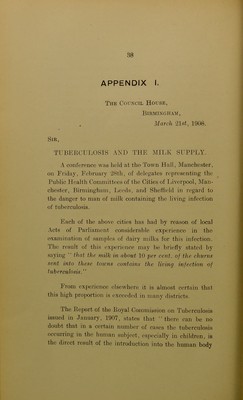 38
APPENDIX I.
THE COUNCIL HOUSE,
BIRMINGHAM,
March 21st, 1908.
SIR,
TUBERCULOSIS AND THE MILK SUPPLY.
A conference was held at the Town Hall, Manchester,
on Friday, February 28th, of delegates representing the
Public Health Committees of the Cities of Liverpool, Man-
chester, Birmingham, Leeds, and Sheffield in regard to
the danger to man of milk containing the living infection
of tuberculosis.
Each of the above cities has had by reason of local
Acts of Parliament considerable experience in the
examination of samples of dairy milks for this infection.
The result of this experience may be briefly stated by
saying "that the milk in about 10 per cent. of the churns
sent into these towns contains the living infection of
tuberculosis."
From experience elsewhere it is almost certain that
this high proportion is exceeded in many districts.
The Report of the Royal Commission on Tuberculosis
issued in January, 1907, states that "there can be no
doubt that in a certain number of cases the tuberculosis
occurring in the human subject, especially in children, is
the direct result of the introduction into the human body